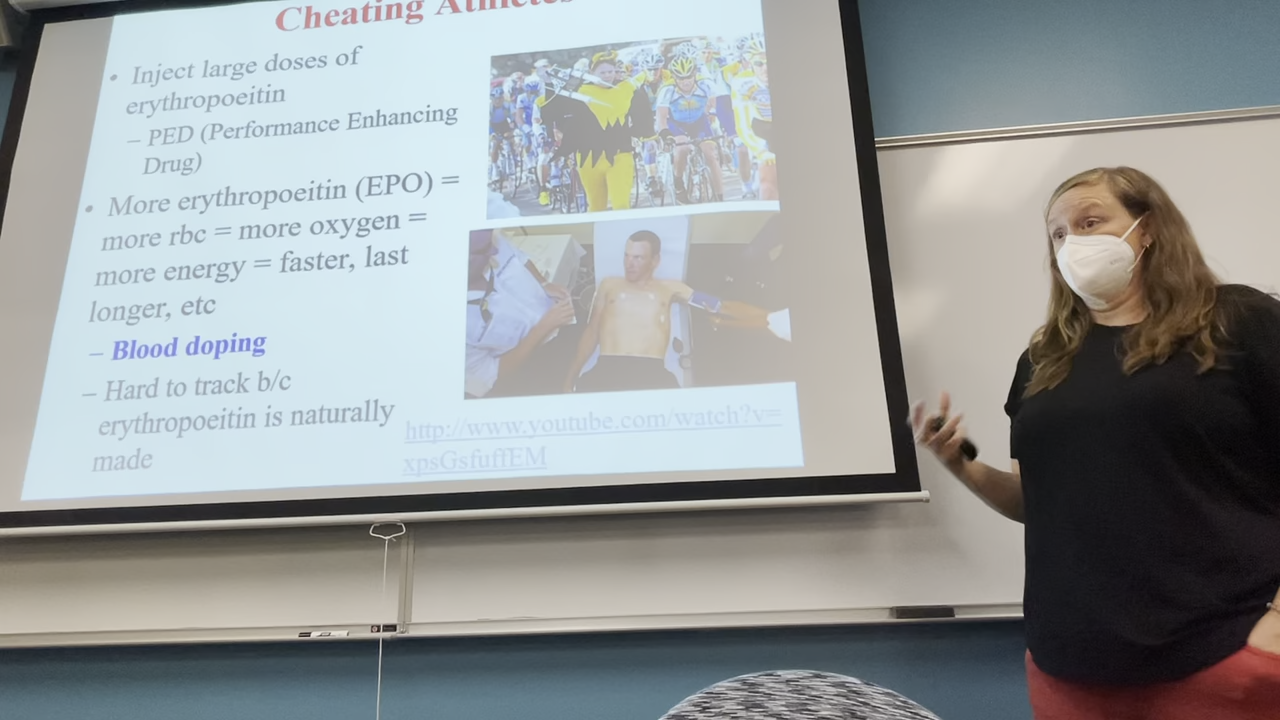 Cheating Athletes
• Inject large doses of
erythropoeitin
– PED (Performance Enhancing
Drug)
• More erythropoeitin (EPO) =
more rbc = more oxygen =
more energy = faster, last
longer, etc
– Blood doping
– Hard to track b/c
erythropoeitin is naturally
made
http://www.youtube.com/watch?v=
xpsGsfuffEM